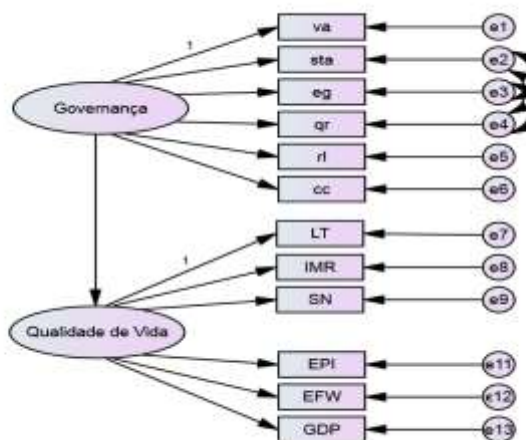 1
va
e1
sta
e2
Governança
eg
e3
qr
e4
rl
e5
cc
e6
1
LT
e7
IMR
e8
SN
e9
Qualidade de Vida
EPI
e11
EFW
e12
GDP
e13